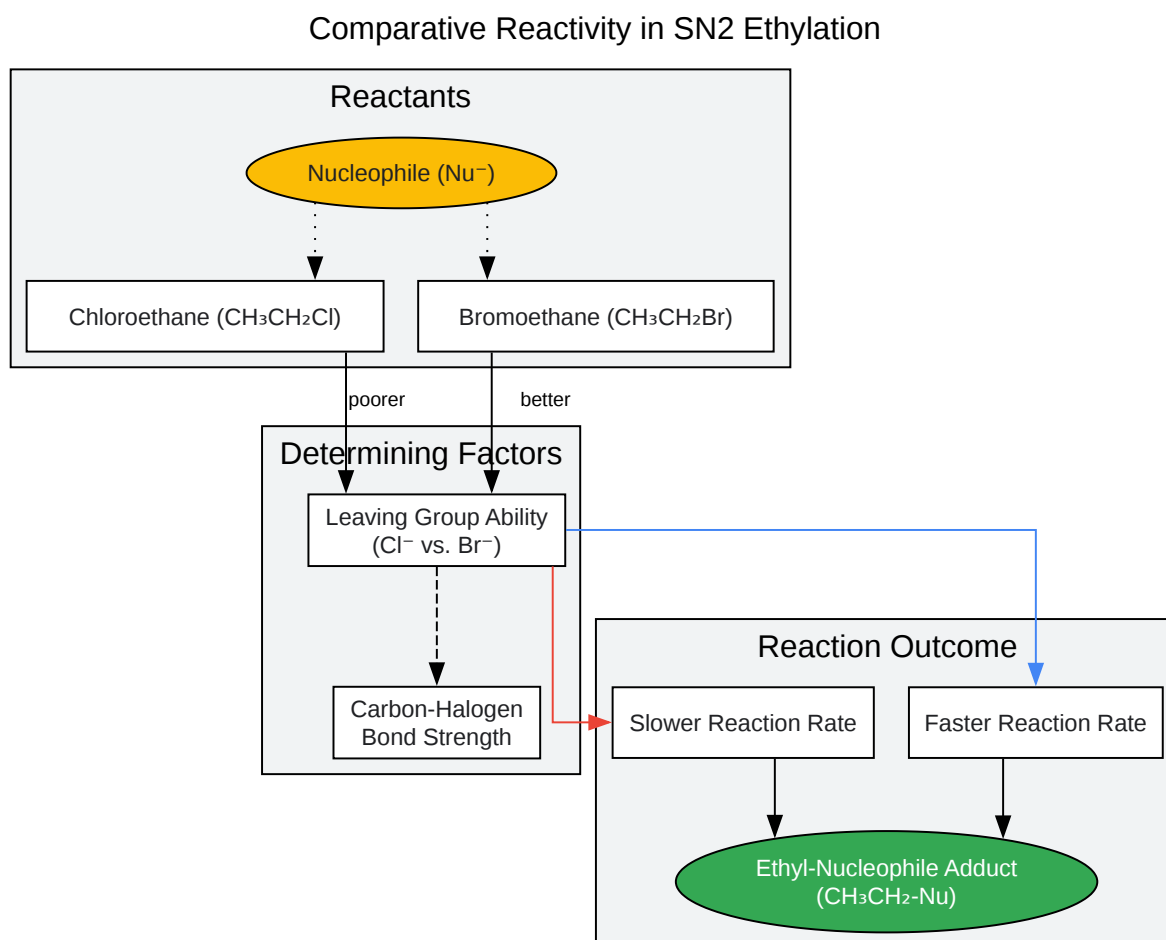 Comparative Reactivity in SN2 Ethylation
Reactants
Nucleophile (Nu⁻)
Chloroethane (CH₃CH₂Cl)
Bromoethane (CH₃CH₂Br)
poorer
better
Determining Factors
Leaving Group Ability
(Cl⁻ vs. Br⁻)
Carbon-Halogen
Bond Strength
Reaction Outcome
Slower Reaction Rate
Faster Reaction Rate
Ethyl-Nucleophile Adduct
(CH₃CH₂-Nu)